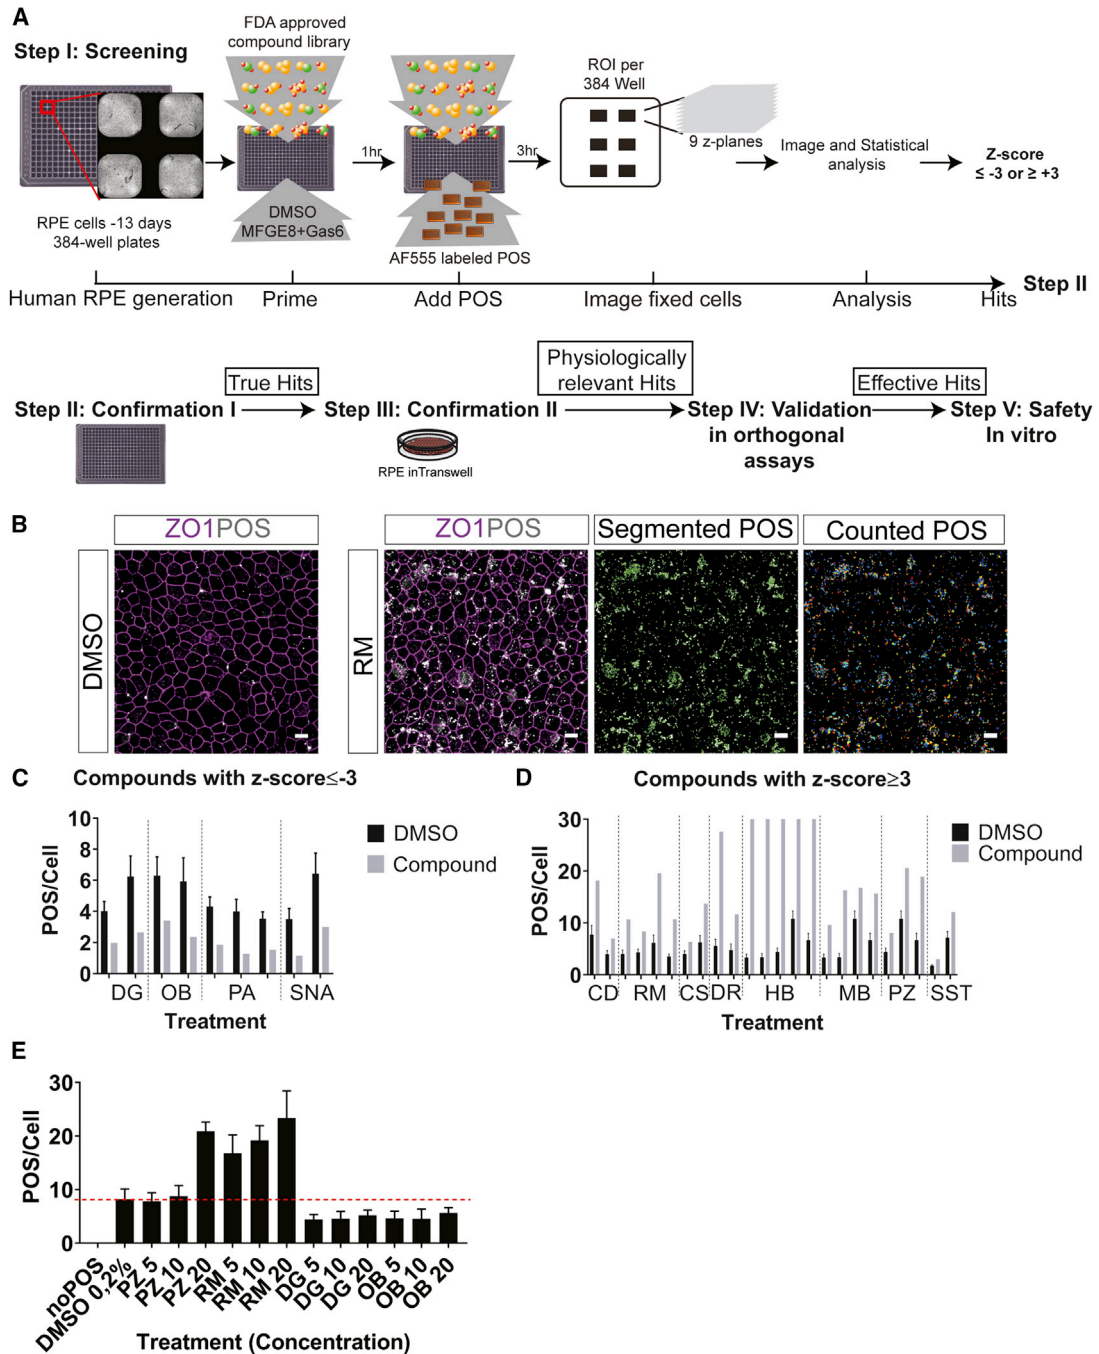 A
Step I: Screening
FDA approved
compound library
ROI per
384 Well
1hr
3hr
9 z-planes
Image and Statistical
analysis
Z-score
≤ -3 or ≥ +3
RPE cells -13 days
384-well plates
DMSO
MFGE8+Gas6
AF555 labeled POS
Human RPE generation
Prime
Add POS
Image fixed cells
Analysis
Hits
Step II
Step II: Confirmation I
True Hits
Step III: Confirmation II
RPE inTranswell
Physiologically
relevant Hits
Step IV: Validation
in orthogonal
assays
Effective Hits
Step V: Safety
In vitro
B
ZO1POS
ZO1POS
Segmented POS
Counted POS
DMSO
RM
C
Compounds with z-score≤-3
POS/Cell
10
8
6
4
2
0
DMSO
Compound
DG
OB
PA
SNA
Treatment
D
Compounds with z-score≥3
POS/Cell
30
20
10
0
DMSO
Compound
CD
RM
CS
DR
HB
MB
PZ
SST
Treatment
E
POS/Cell
30
20
10
0
noPOS
DMSO 0,2%
PZ 5
PZ 10
PZ 20
RM 5
RM 10
RM 20
DG 5
DG 10
DG 20
OB 5
OB 10
OB 20
Treatment (Concentration)